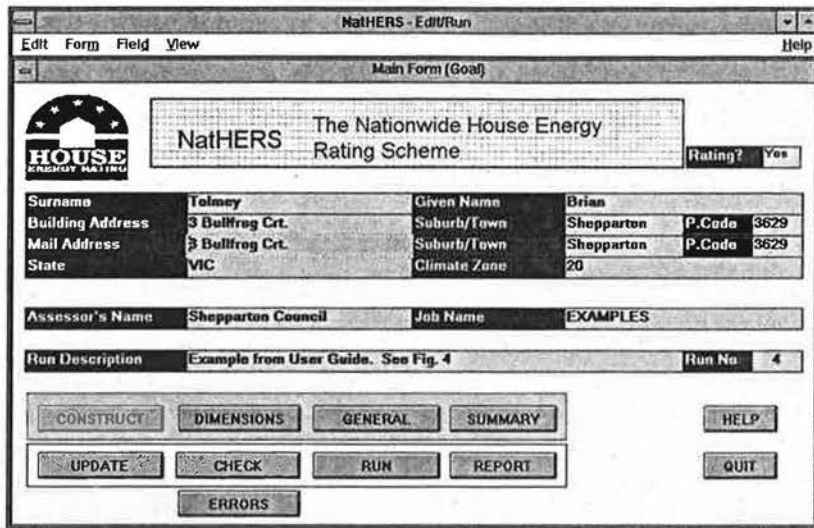 NatHERS - Edit/Run
Edit Form Field View Help
Main Form (Goal)
HOUSE
ENERGY RATING
NatHERS The Nationwide House Energy
Rating Scheme
Rating? Yes
Surname Tolmey Given Name Brian
Building Address 3 Bullfrog Crt. Suburb/Town Shepparton P.Code 3629
Mail Address 3 Bullfrog Crt. Suburb/Town Shepparton P.Code 3629
State VIC Climate Zone 20
Assessor's Name Shepparton Council Job Name EXAMPLES
Run Description Example from User Guide. See Fig. 4 Run No 4
CONSTRUCT DIMENSIONS GENERAL SUMMARY HELP
UPDATE CHECK RUN REPORT QUIT
ERRORS